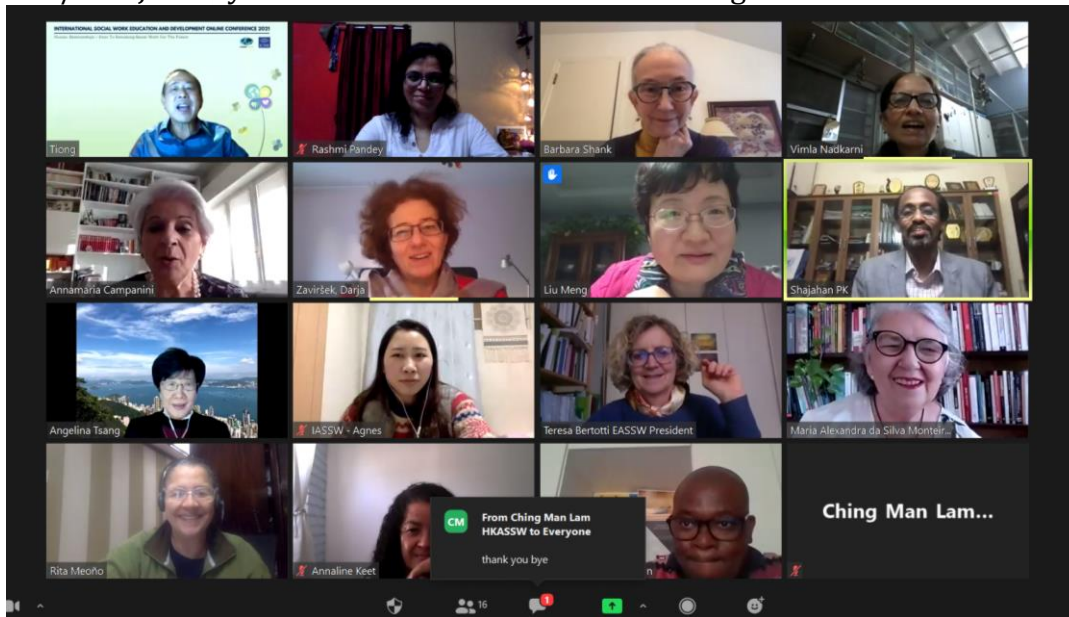 INTERNATIONAL SOCIAL WORK EDUCATION AND DEVELOPMENT ONLINE CONFERENCE 2021
Tiong
Rashmi Pandey
Barbara Shank
Vimla Nadkarni
Annamaria Campanini
Zaviršek, Darja
Liu Meng
Shajahan PK
Angelina Tsang
IASSW - Agnes
Teresa Bertotti EASSW President
Maria Alexandra da Silva Monteir...
Rita Meoño
Annaline Keet
CM
From Ching Man Lam
HKASSW to Everyone
thank you bye
Ching Man Lam...
16
1